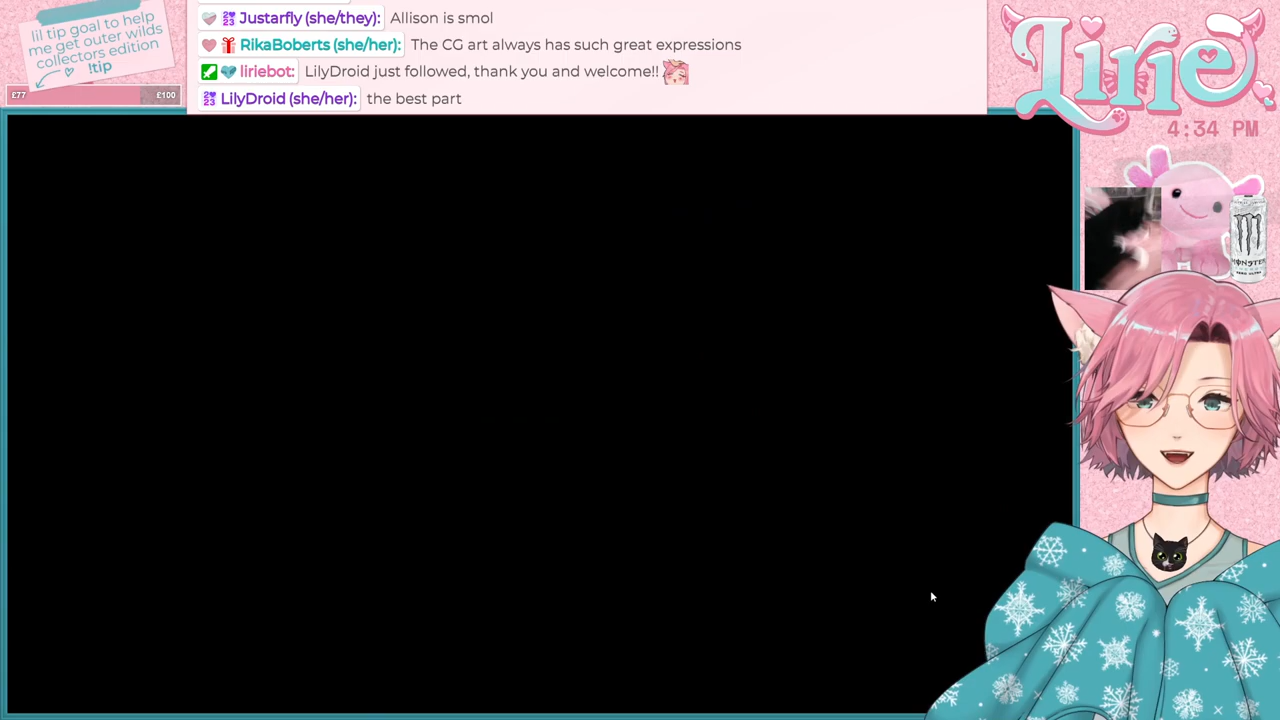 lil tip goal to help
me get outer wilds
collectors edition
!tip
£77
£100
Justarfly (she/they): Allison is smol
RikaBoberts (she/her): The CG art always has such great expressions
liriebot: LilyDroid just followed, thank you and welcome!!
LilyDroid (she/her): the best part
Lirie
4:34 PM
MONSTER